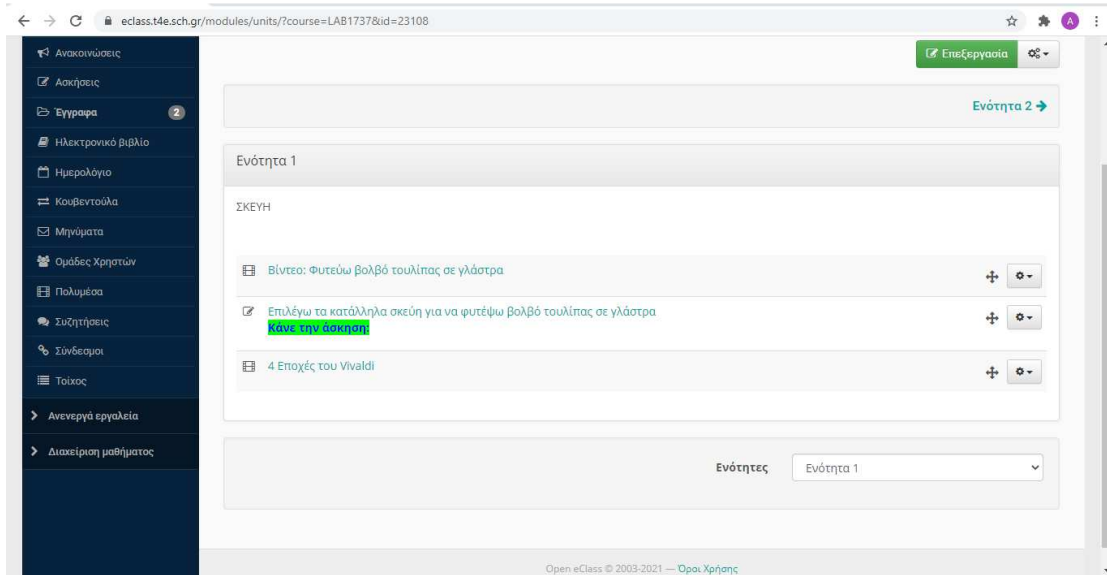 eclass.t4e.sch.gr/modules/units/?course=LAB1737&id=23108
A
Ανακοινώσεις
Ασκήσεις
Έγγραφα 2
Ηλεκτρονικό βιβλίο
Ημερολόγιο
Κουβεντούλα
Μηνύματα
Ομάδες Χρηστών
Πολυμέσα
Συζητήσεις
Σύνδεσμοι
Τοίχος
Ανενεργά εργαλεία
Διαχείριση μαθήματος
Επεξεργασία
Ενότητα 2
Ενότητα 1
ΣΚΕΥΗ
Βίντεο: Φυτεύω βολβό τουλίπας σε γλάστρα
Επιλέγω τα κατάλληλα σκεύη για να φυτέψω βολβό τουλίπας σε γλάστρα
Κάνε την άσκηση:
4 Εποχές του Vivaldi
Ενότητες Ενότητα 1
Open eClass © 2003-2021 — Όροι Χρήσης